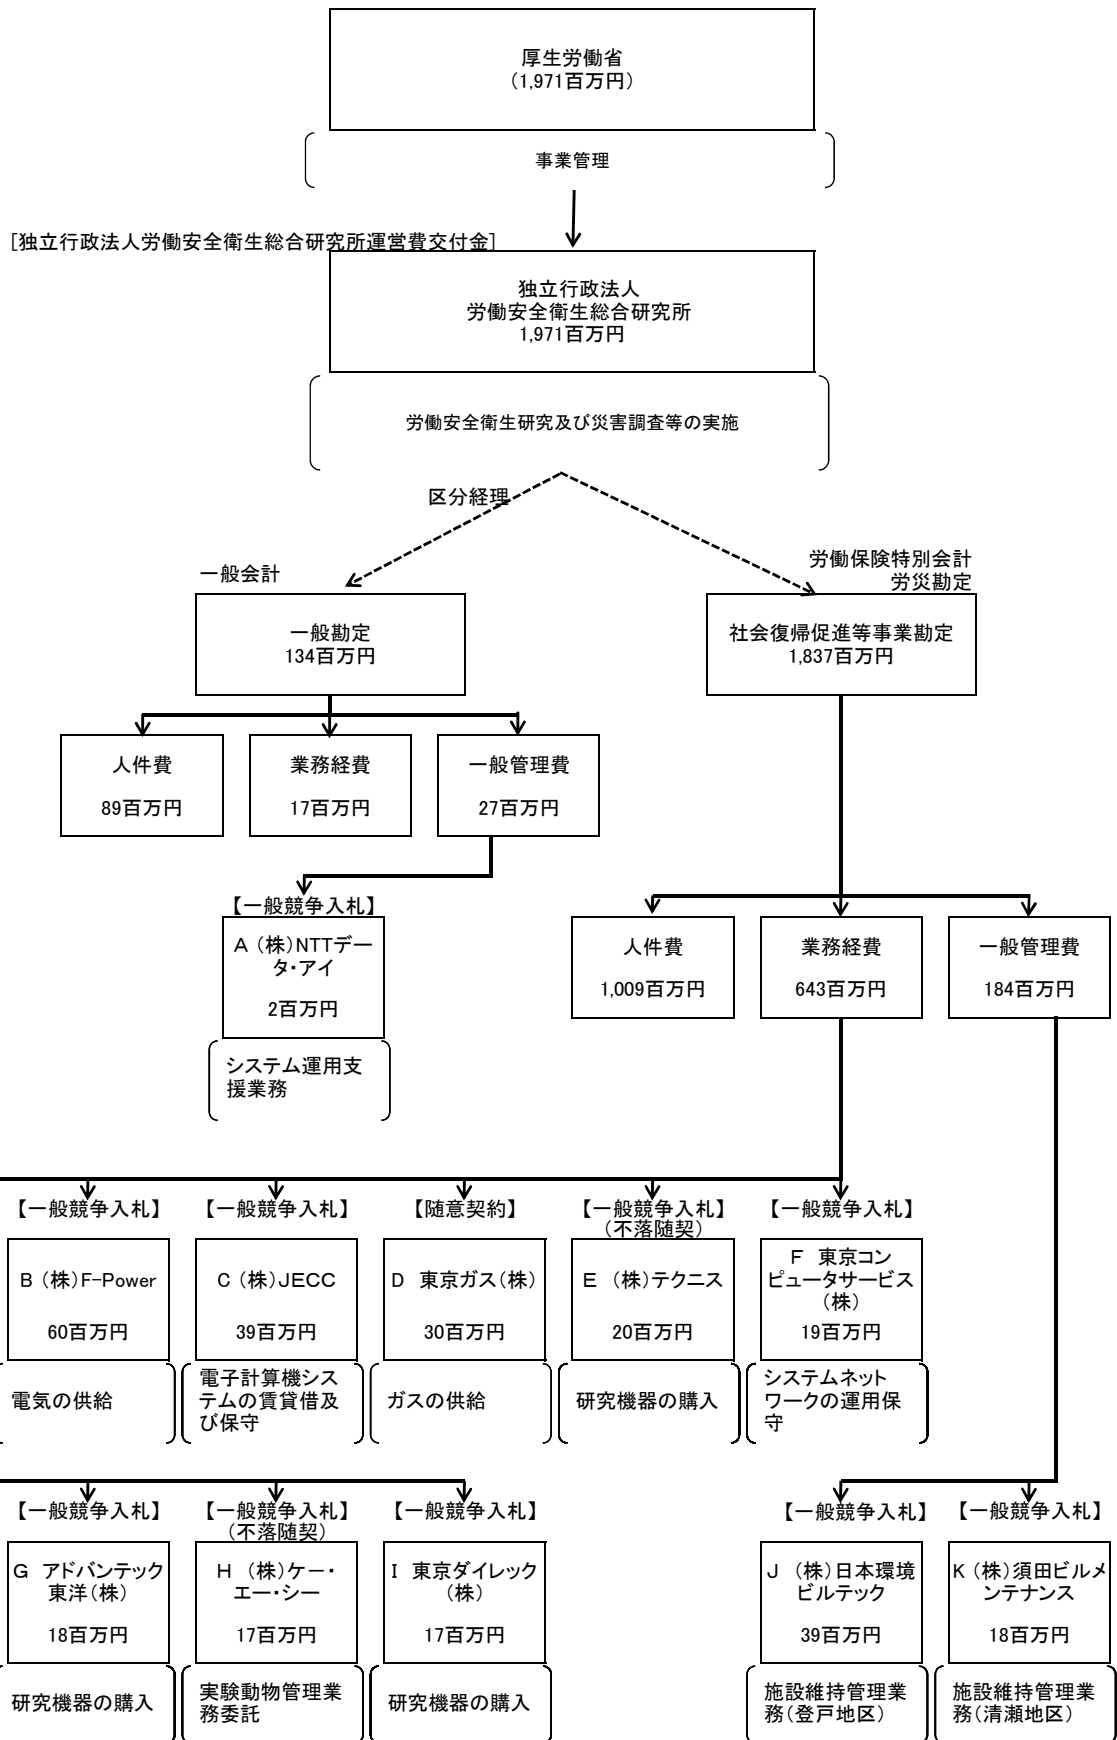 厚生労働省
(1,971百万円)
事業管理
[独立行政法人労働安全衛生総合研究所運営費交付金]
独立行政法人
労働安全衛生総合研究所
1,971百万円
労働安全衛生研究及び災害調査等の実施
区分経理
一般会計
労働保険特別会計
労災勘定
一般勘定
134百万円
社会復帰促進等事業勘定
1,837百万円
人件費
89百万円
業務経費
17百万円
一般管理費
27百万円
【一般競争入札】
A (株)NTTデー
タ・アイ
2百万円
システム運用支
援業務
人件費
1,009百万円
業務経費
643百万円
一般管理費
184百万円
【一般競争入札】
B (株)F-Power
60百万円
電気の供給
【一般競争入札】
C (株)JECC
39百万円
電子計算機シス
テムの賃貸借及
び保守
【随意契約】
D 東京ガス(株)
30百万円
ガスの供給
【一般競争入札】
(不落随契)
E (株)テクニス
20百万円
研究機器の購入
【一般競争入札】
F 東京コン
ピュータサービス
(株)
19百万円
システムネット
ワークの運用保
守
【一般競争入札】
G アドバンテック
東洋(株)
18百万円
研究機器の購入
【一般競争入札】
(不落随契)
H (株)ケー・
エー・シー
17百万円
実験動物管理業
務委託
【一般競争入札】
I 東京ダイレック
(株)
17百万円
研究機器の購入
【一般競争入札】
J (株)日本環境
ビルテック
39百万円
施設維持管理業
務(登戸地区)
【一般競争入札】
K (株)須田ビルメ
ンテナンス
18百万円
施設維持管理業
務(清瀬地区)